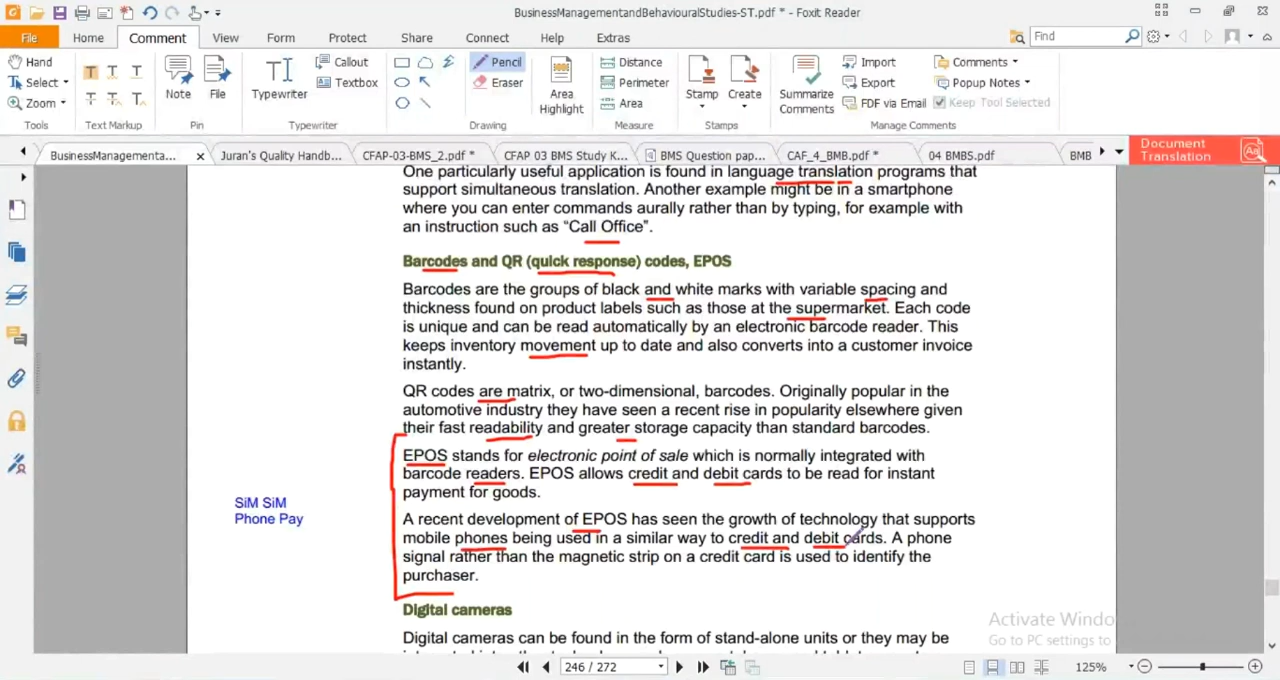 BusinessManagementandBehaviouralStudies-ST.pdf * - Foxit Reader
File Home Comment View Form Protect Share Connect Help Extras
Find
Hand
Select
Zoom
Tools
Text Markup
Note
File
Pin
Typewriter
Callout
Textbox
Typewriter
Pencil
Eraser
Drawing
Area
Highlight
Distance
Perimeter
Area
Measure
Stamp
Create
Stamps
Summarize
Comments
Import
Export
FDF via Email
Comments
Popup Notes
Keep Tool Selected
Manage Comments
BusinessManagementa... Juran's Quality Handb... CFAP-03-BMS_2.pdf * CFAP 03 BMS Study K... BMS Question pap... CAF_4_BMB.pdf * 04 BMBS.pdf BMB
Document
Translation
One particularly useful application is found in language translation programs that
support simultaneous translation. Another example might be in a smartphone
where you can enter commands aurally rather than by typing, for example with
an instruction such as “Call Office”.
Barcodes and QR (quick response) codes, EPOS
Barcodes are the groups of black and white marks with variable spacing and
thickness found on product labels such as those at the supermarket. Each code
is unique and can be read automatically by an electronic barcode reader. This
keeps inventory movement up to date and also converts into a customer invoice
instantly.
QR codes are matrix, or two-dimensional, barcodes. Originally popular in the
automotive industry they have seen a recent rise in popularity elsewhere given
their fast readability and greater storage capacity than standard barcodes.
EPOS stands for electronic point of sale which is normally integrated with
barcode readers. EPOS allows credit and debit cards to be read for instant
payment for goods.
SiM SiM
Phone Pay
A recent development of EPOS has seen the growth of technology that supports
mobile phones being used in a similar way to credit and debit cards. A phone
signal rather than the magnetic strip on a credit card is used to identify the
purchaser.
Digital cameras
Digital cameras can be found in the form of stand-alone units or they may be
Activate Windo
Go to PC settings to
246 / 272
125%